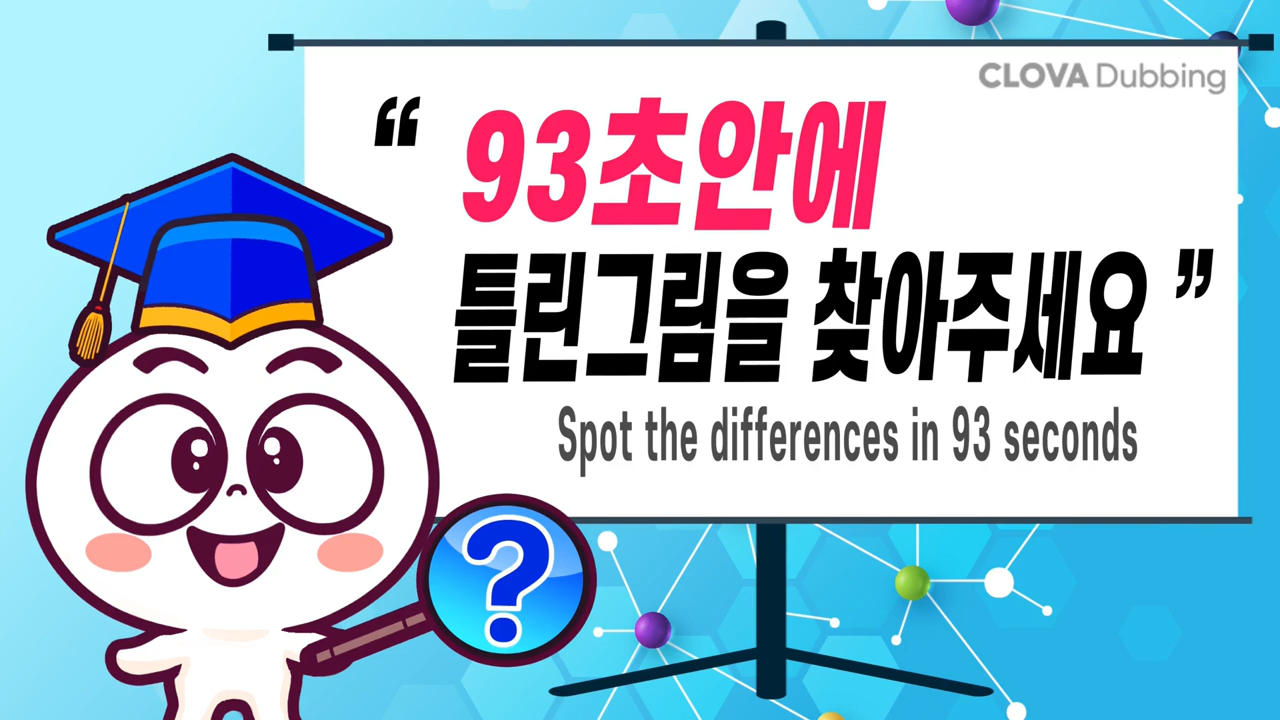 CLOVA Dubbing
“ 93초안에
틀린그림을 찾아주세요 ”
Spot the differences in 93 seconds
?